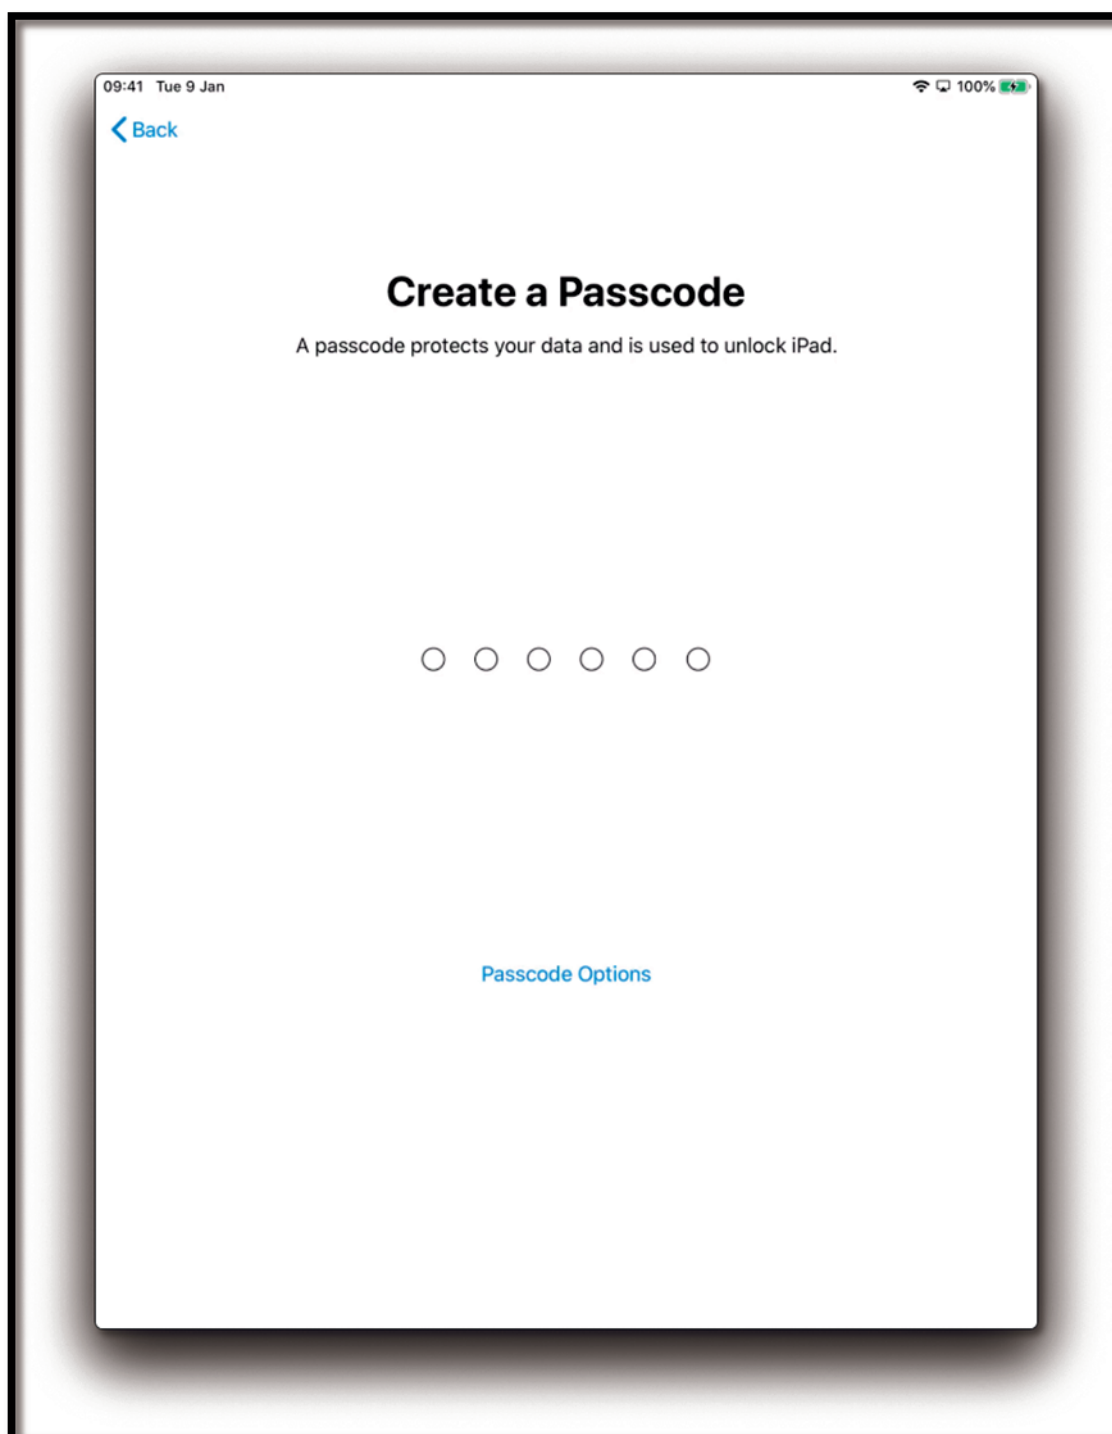 09:41 Tue 9 Jan 100%
Back
Create a Passcode
A passcode protects your data and is used to unlock iPad.
Passcode Options